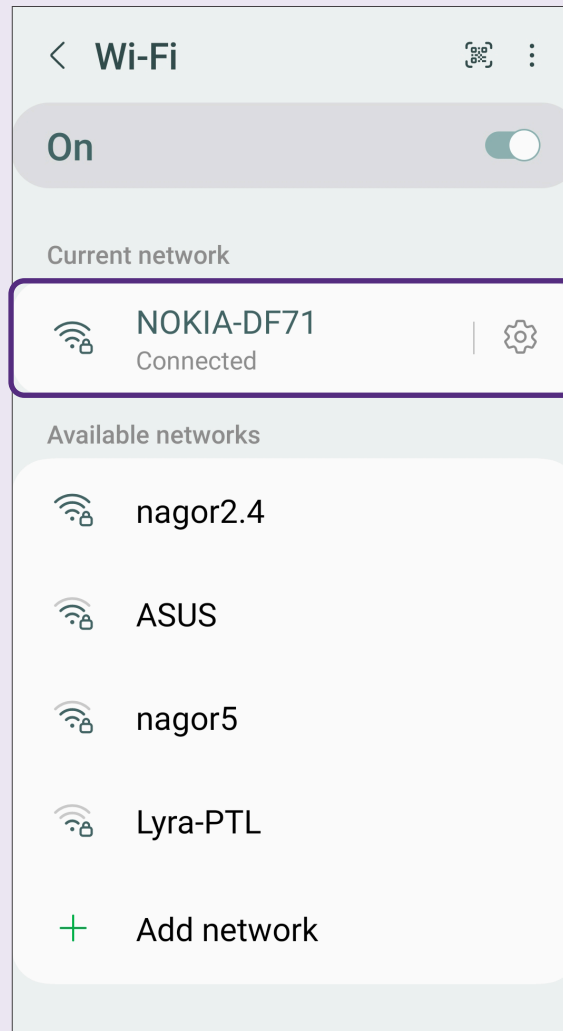 Wi-Fi
On
Current network
NOKIA-DF71
Connected
Available networks
nagor2.4
ASUS
nagor5
Lyra-PTL
Add network